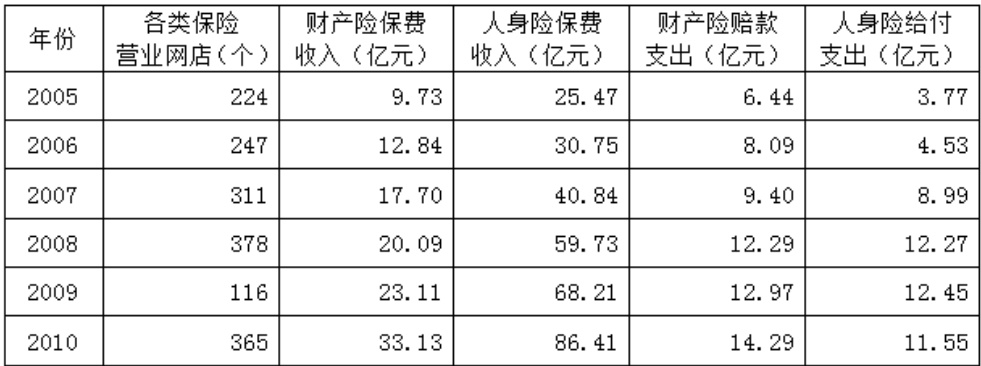 年份 各类保险营业网店(个) 财产险保费收入(亿元) 人身险保费收入(亿元) 财产险赔款支出(亿元) 人身险给付支出(亿元)
2005 224 9.73 25.47 6.44 3.77
2006 247 12.84 30.75 8.09 4.53
2007 311 17.70 40.84 9.40 8.99
2008 378 20.09 59.73 12.29 12.27
2009 116 23.11 68.21 12.97 12.45
2010 365 33.13 86.41 14.29 11.55